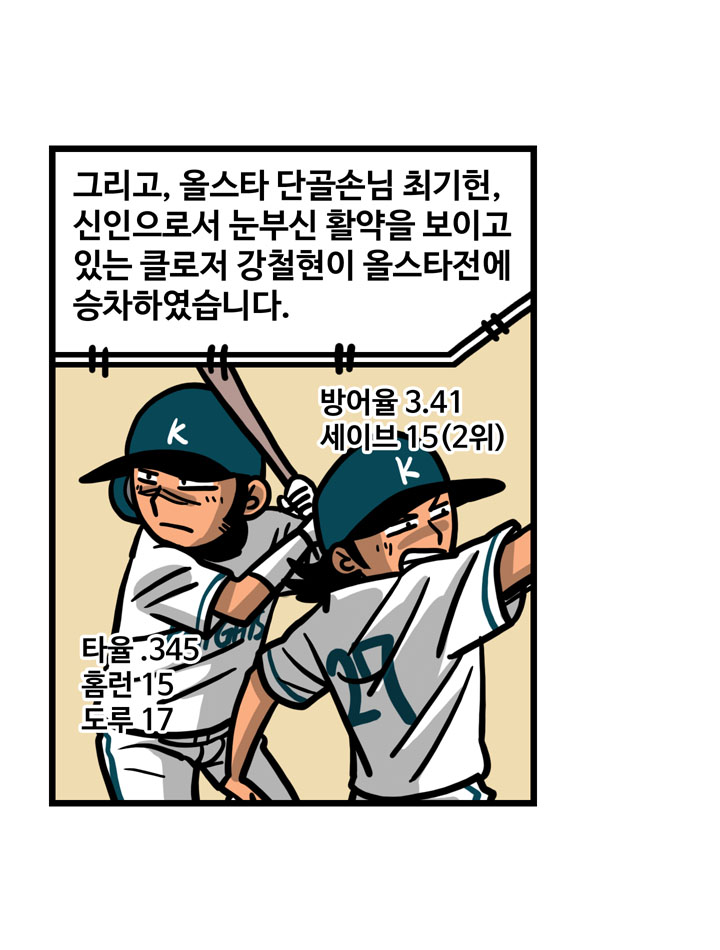 그리고, 올스타 단골손님 최기헌,
신인으로서 눈부신 활약을 보이고
있는 클로저 강철현이 올스타전에
승차하였습니다.
방어율 3.41
세이브 15(2위)
K
K
27
타율 .345
홈런 15
도루 17